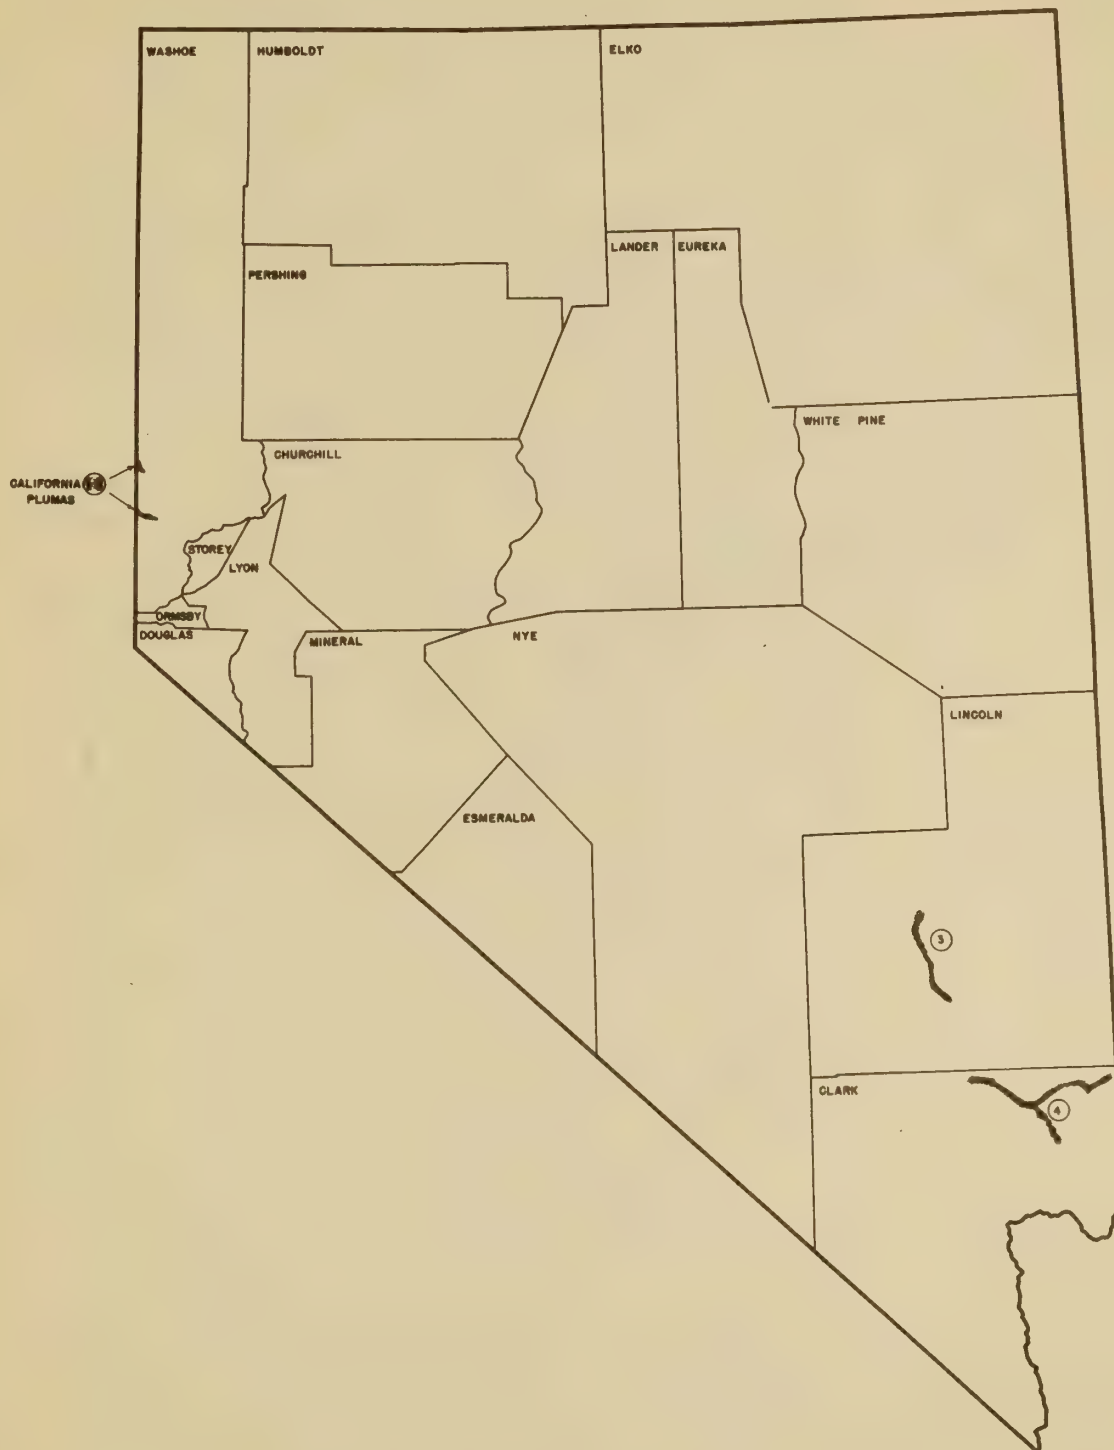 WASHOE
HUMBOLDT
ELKO
LANDER
EUREKA
PERSHING
WHITE PINE
CHURCHILL
CALIFORNIA
PLUMAS
STOREY
LYON
ORMSBY
DOUGLAS
MINERAL
NYE
LINCOLN
ESMERALDA
3
CLARK
4